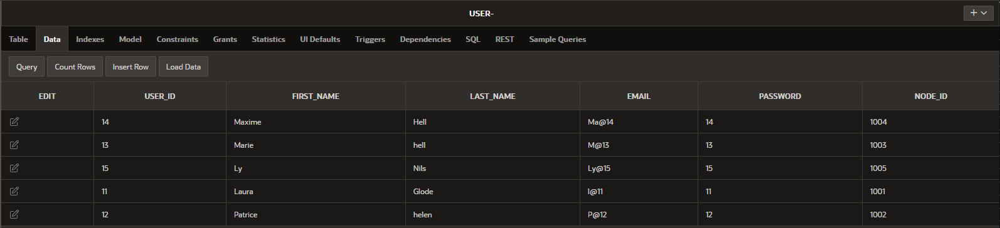 USER-
Table Data Indexes Model Constraints Grants Statistics UI Defaults Triggers Dependencies SQL REST Sample Queries
Query Count Rows Insert Row Load Data
EDIT USER_ID FIRST_NAME LAST_NAME EMAIL PASSWORD NODE_ID
14 Maxime Hell Ma@14 14 1004
13 Marie hell M@13 13 1003
15 Ly Nils Ly@15 15 1005
11 Laura Glode l@11 11 1001
12 Patrice helen P@12 12 1002